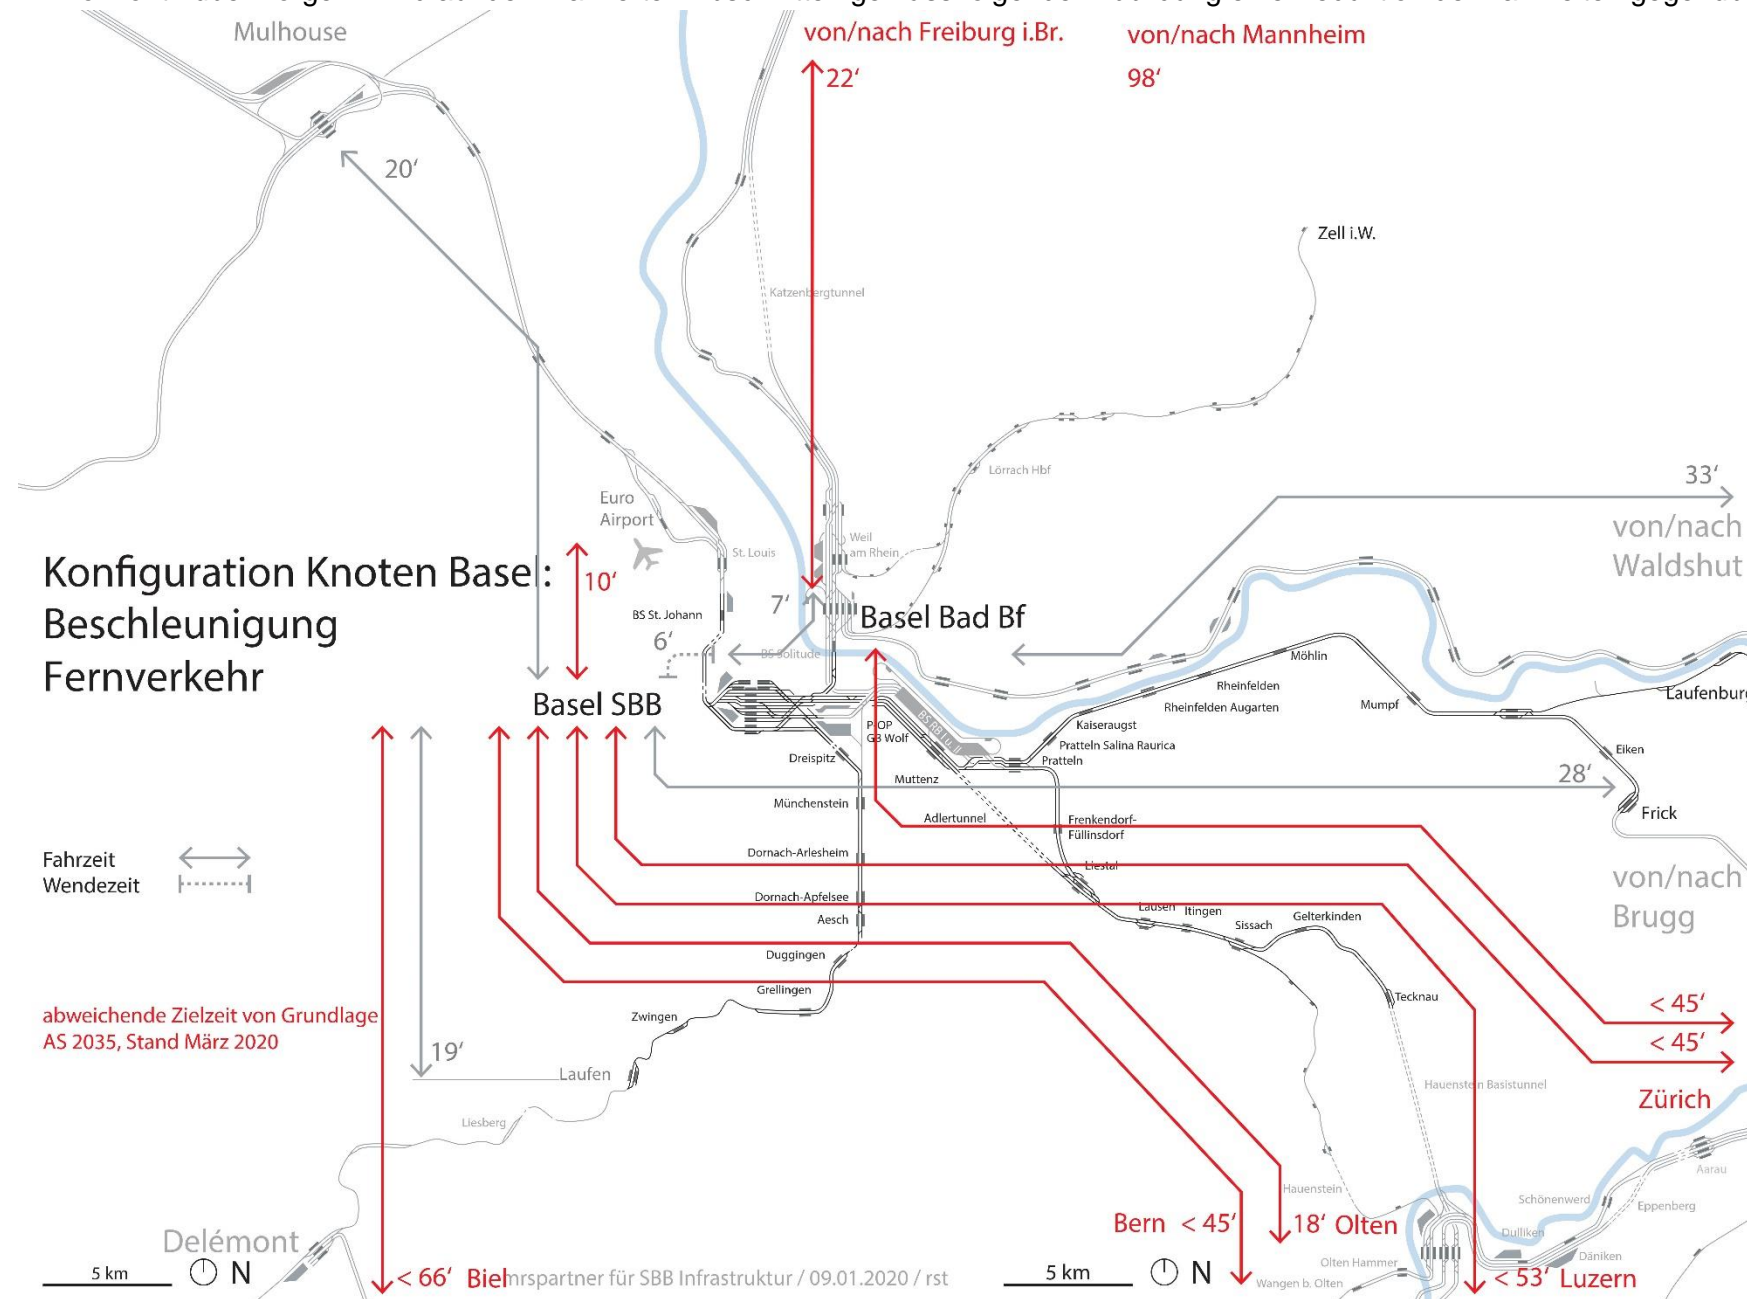 Mulhouse
von/nach Freiburg i.Br.
von/nach Mannheim
22‘
98‘
20‘
Zell i.W.
Katzenbergtunnel
Lörrach Hbf
33‘
von/nach
Waldshut
Euro
Airport
St. Louis
Weil
am Rhein
Konfiguration Knoten Basel:
Beschleunigung
Fernverkehr
10‘
BS St. Johann
7‘
6‘
BS Solitude
Basel Bad Bf
Basel SBB
Möhlin
Rheinfelden
Rheinfelden Augarten
Mumpf
Laufenburg
Kaiseraugst
Pratteln Salina Raurica
Pratteln
BS RB I u. II
GB Wolf
Dreispitz
Muttenz
Eiken
28‘
Frick
Münchenstein
Adlertunnel
Frenkendorf-
Füllinsdorf
Fahrzeit
Wendezeit
Dornach-Arlesheim
Liestal
Dornach-Apfelsee
Aesch
Lausen
Itingen
Sissach
Gelterkinden
von/nach
Brugg
Duggingen
Grellingen
Tecknau
abweichende Zielzeit von Grundlage
AS 2035, Stand März 2020
Zwingen
< 45‘
< 45‘
19‘
Laufen
Hauenstein Basistunnel
Zürich
Liesberg
Aarau
Hauenstein
Schönenwerd
Eppenberg
Delémont
Bern < 45‘
18‘ Olten
Dulliken
Däniken
Olten Hammer
Wangen b. Olten
5 km
N
< 66‘ Biel
mrspartner für SBB Infrastruktur / 09.01.2020 / rst
5 km
N
< 53‘ Luzern